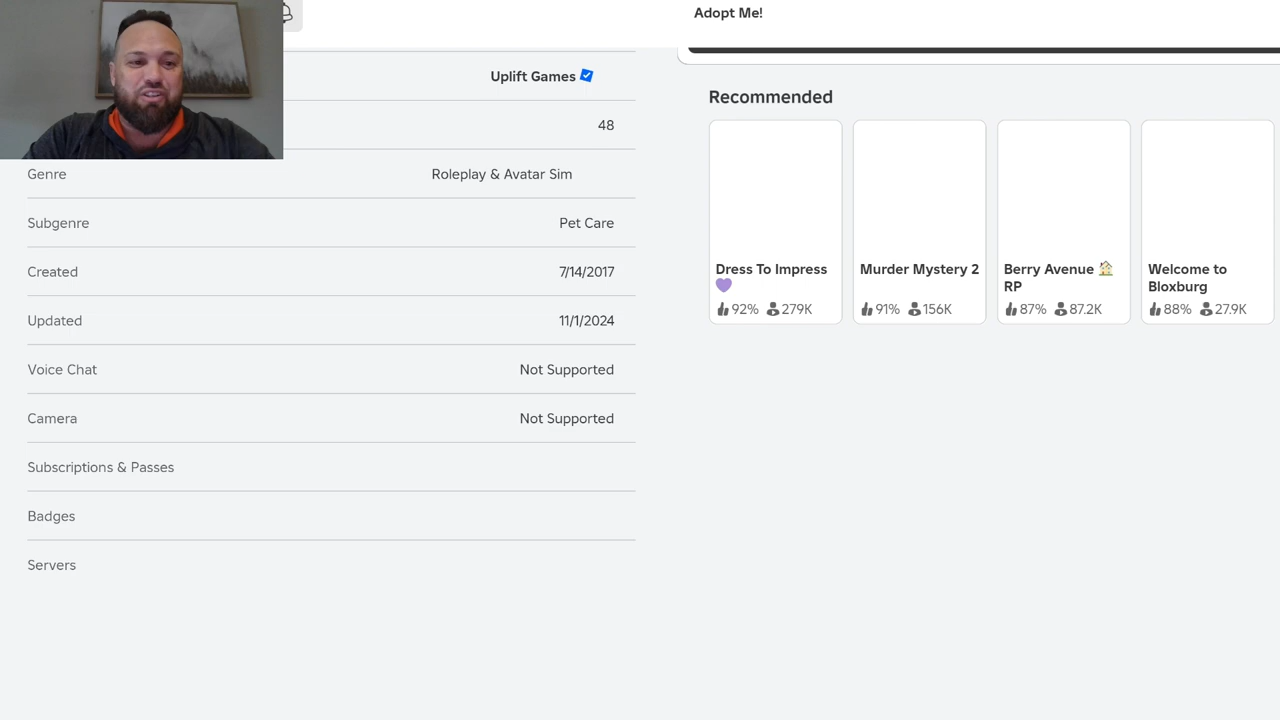 Adopt Me!
Uplift Games
48
Genre Roleplay & Avatar Sim
Subgenre Pet Care
Created 7/14/2017
Updated 11/1/2024
Voice Chat Not Supported
Camera Not Supported
Subscriptions & Passes
Badges
Servers
Recommended
Dress To Impress
💜
92% 279K
Murder Mystery 2
91% 156K
Berry Avenue 🏠
RP
87% 87.2K
Welcome to
Bloxburg
88% 27.9K